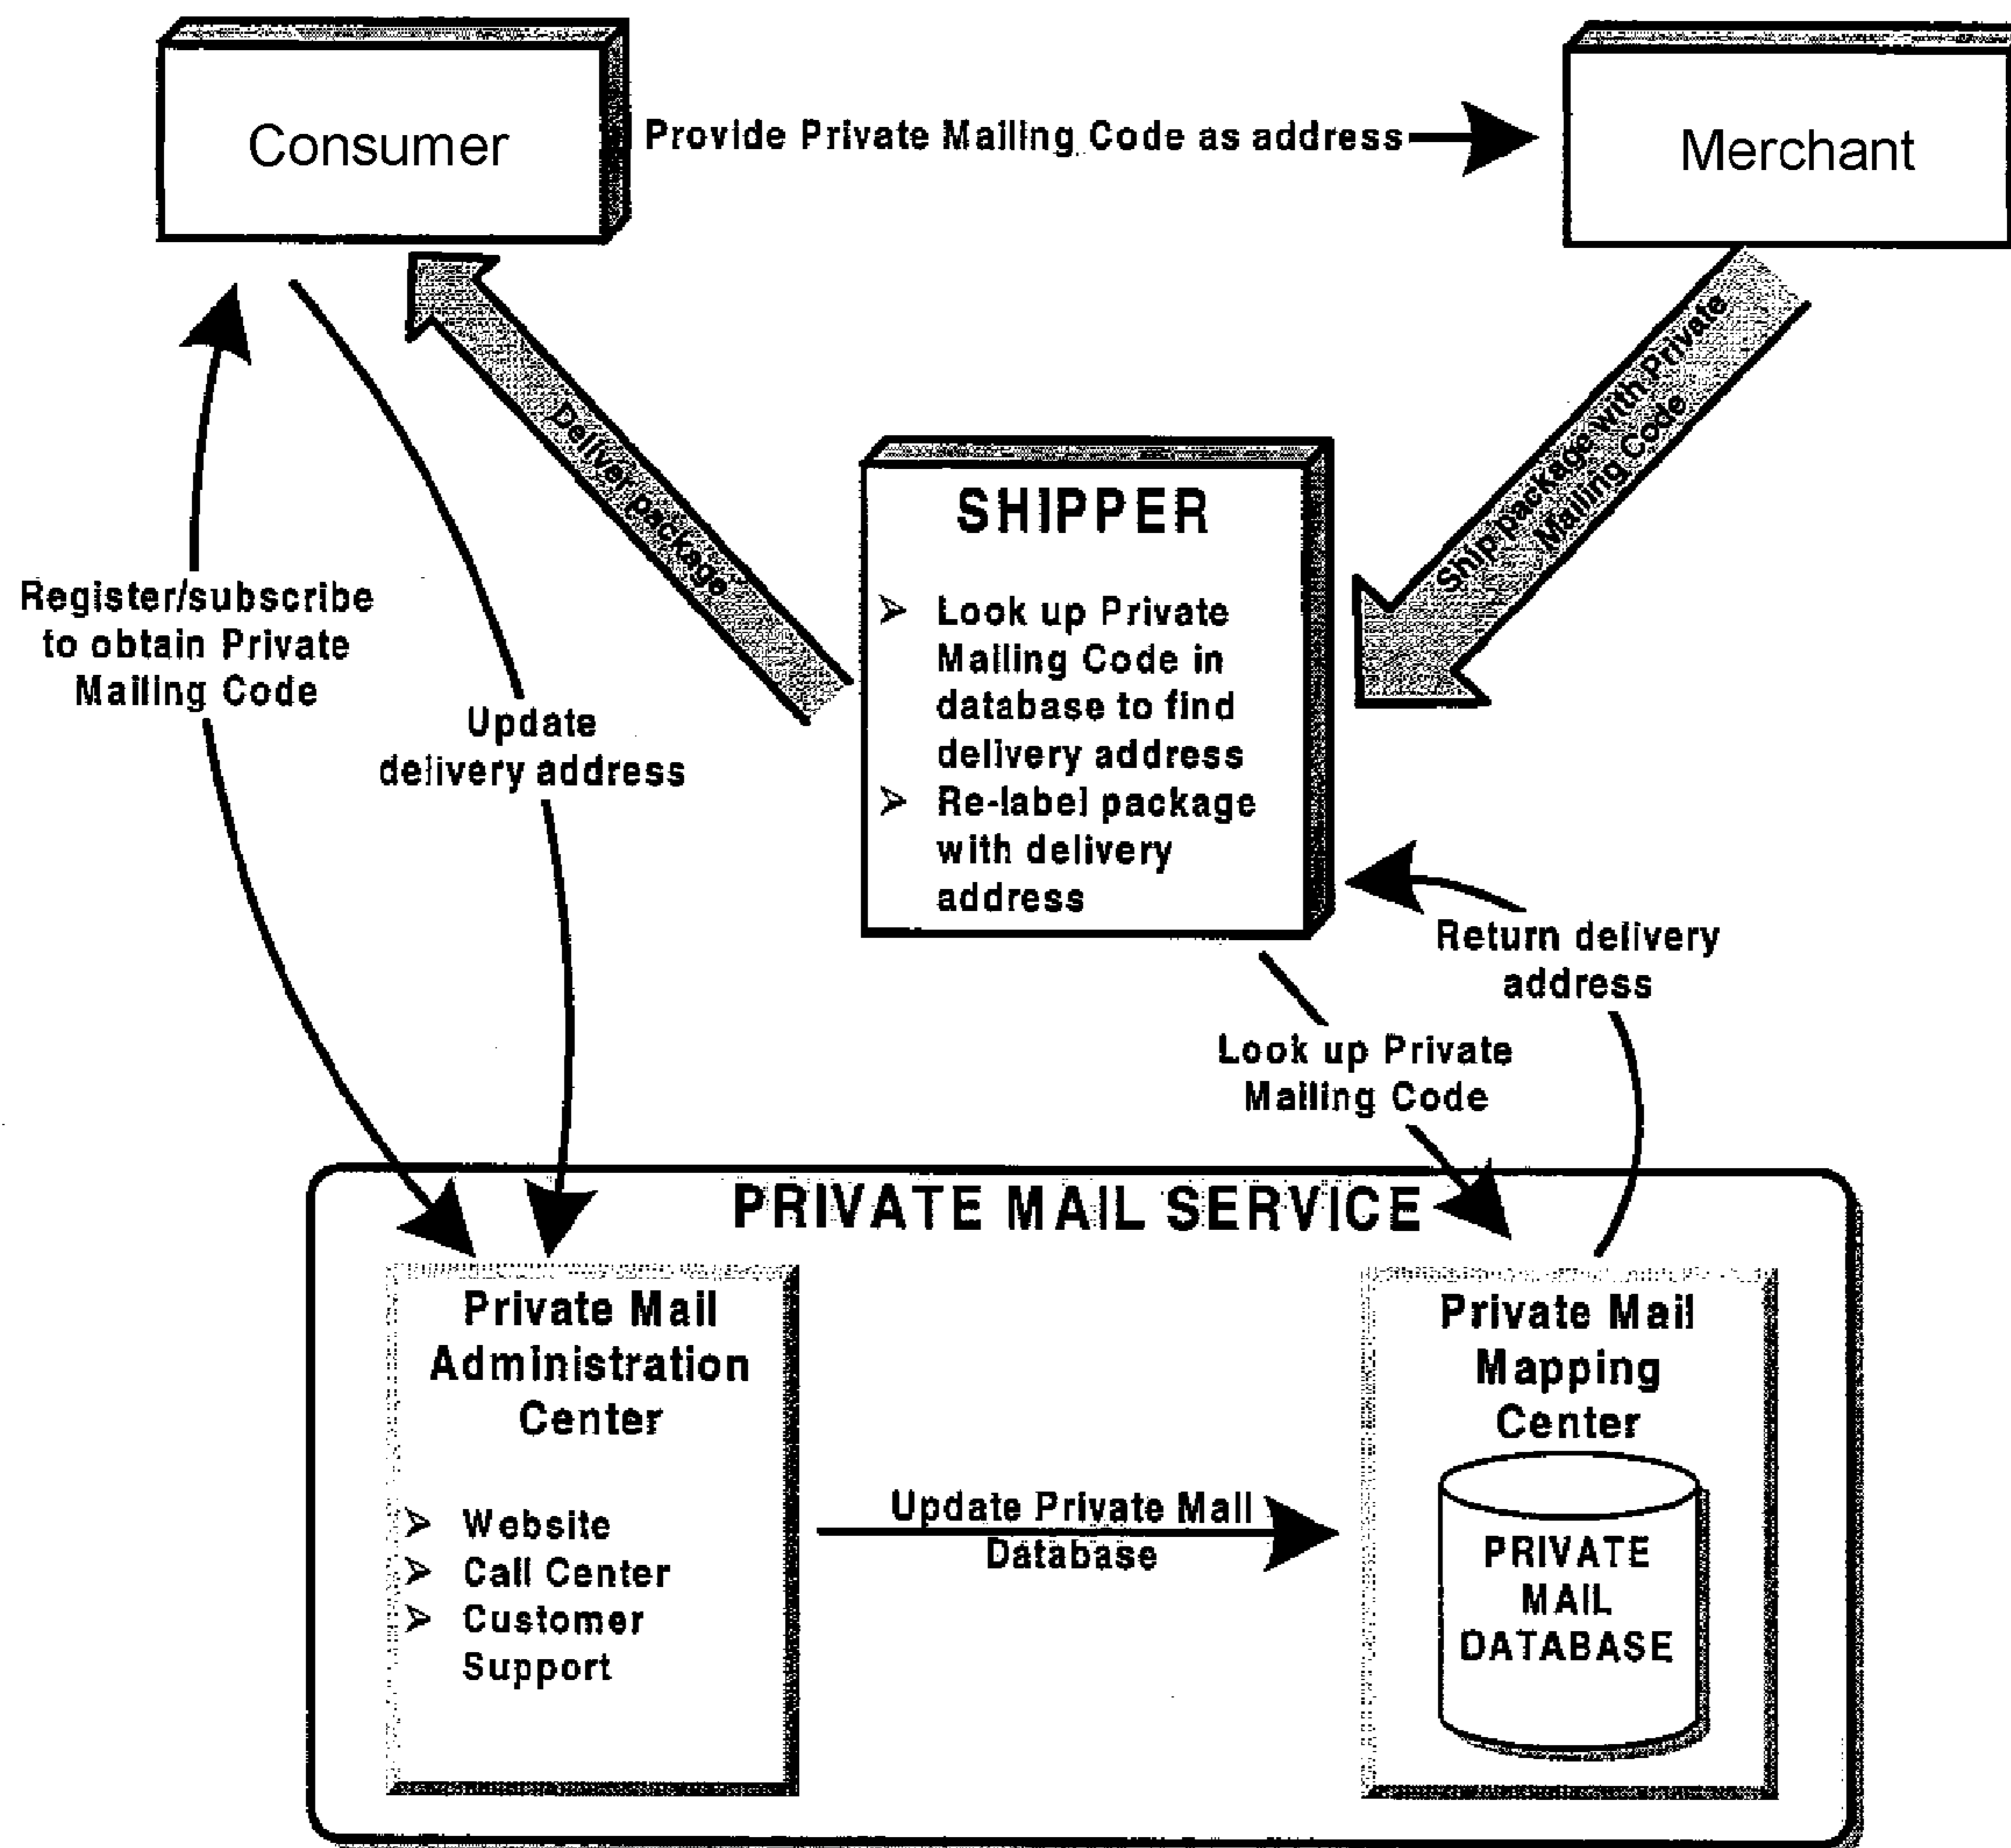 Consumer
Provide Private Mailing Code as address
Merchant
Deliver package
Ship package with Private
Mailing Code
SHIPPER
➢ Look up Private
Mailing Code in
database to find
delivery address
➢ Re-label package
with delivery
address
Register/subscribe
to obtain Private
Mailing Code
Update
delivery address
Return delivery
address
Look up Private
Mailing Code
PRIVATE MAIL SERVICE
Private Mail
Administration
Center
➢ Website
➢ Call Center
➢ Customer
Support
Update Private Mail
Database
Private Mail
Mapping
Center
PRIVATE
MAIL
DATABASE